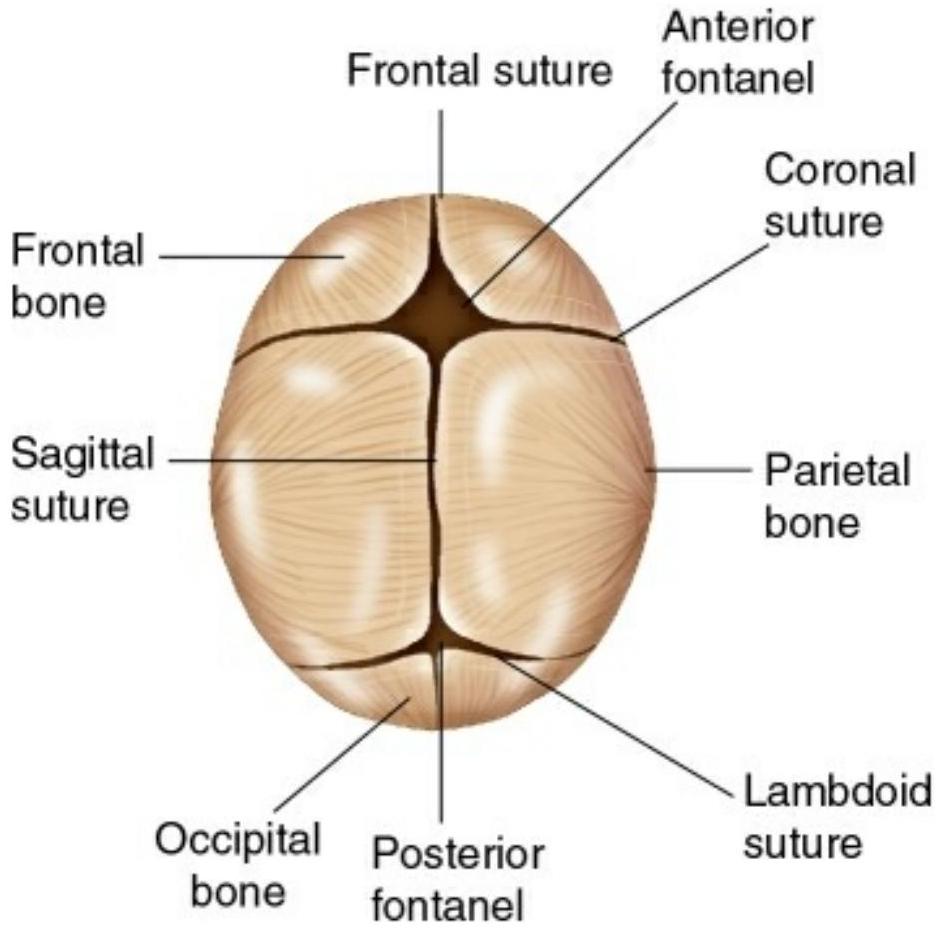 Anterior
fontanel
Frontal suture
Coronal
suture
Frontal
bone
Sagittal
suture
Parietal
bone
Lambdoid
suture
Occipital
bone
Posterior
fontanel